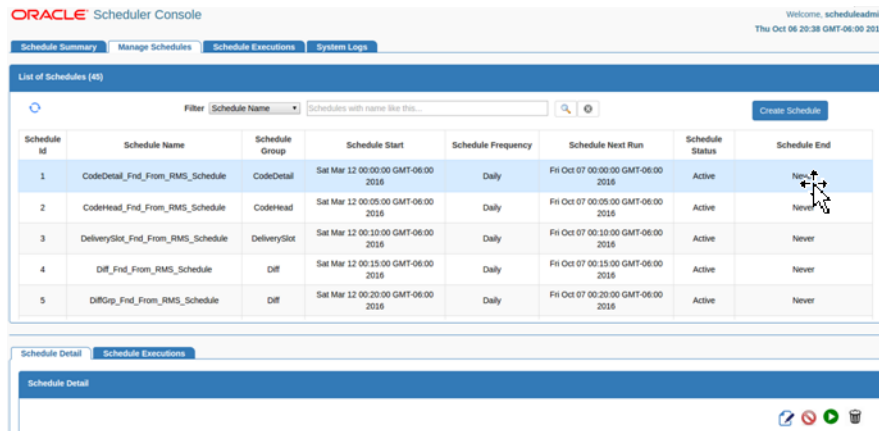 ORACLE Scheduler Console
Welcome, scheduleadmi
Thu Oct 06 20:38 GMT-06:00 201
Schedule Summary Manage Schedules Schedule Executions System Logs
List of Schedules (45)
Filter Schedule Name Schedules with name like this... Create Schedule
Schedule Id Schedule Name Schedule Group Schedule Start Schedule Frequency Schedule Next Run Schedule Status Schedule End
1 CodeDetail_Fnd_From_RMS_Schedule CodeDetail Sat Mar 12 00:00:00 GMT-06:00 2016 Daily Fri Oct 07 00:00:00 GMT-06:00 2016 Active
2 CodeHead_Fnd_From_RMS_Schedule CodeHead Sat Mar 12 00:05:00 GMT-06:00 2016 Daily Fri Oct 07 00:05:00 GMT-06:00 2016 Active Never
3 DeliverySlot_Fnd_From_RMS_Schedule DeliverySlot Sat Mar 12 00:10:00 GMT-06:00 2016 Daily Fri Oct 07 00:10:00 GMT-06:00 2016 Active Never
4 Diff_Fnd_From_RMS_Schedule Diff Sat Mar 12 00:15:00 GMT-06:00 2016 Daily Fri Oct 07 00:15:00 GMT-06:00 2016 Active Never
5 DiffGrp_Fnd_From_RMS_Schedule Diff Sat Mar 12 00:20:00 GMT-06:00 2016 Daily Fri Oct 07 00:20:00 GMT-06:00 2016 Active Never
Schedule Detail Schedule Executions
Schedule Detail